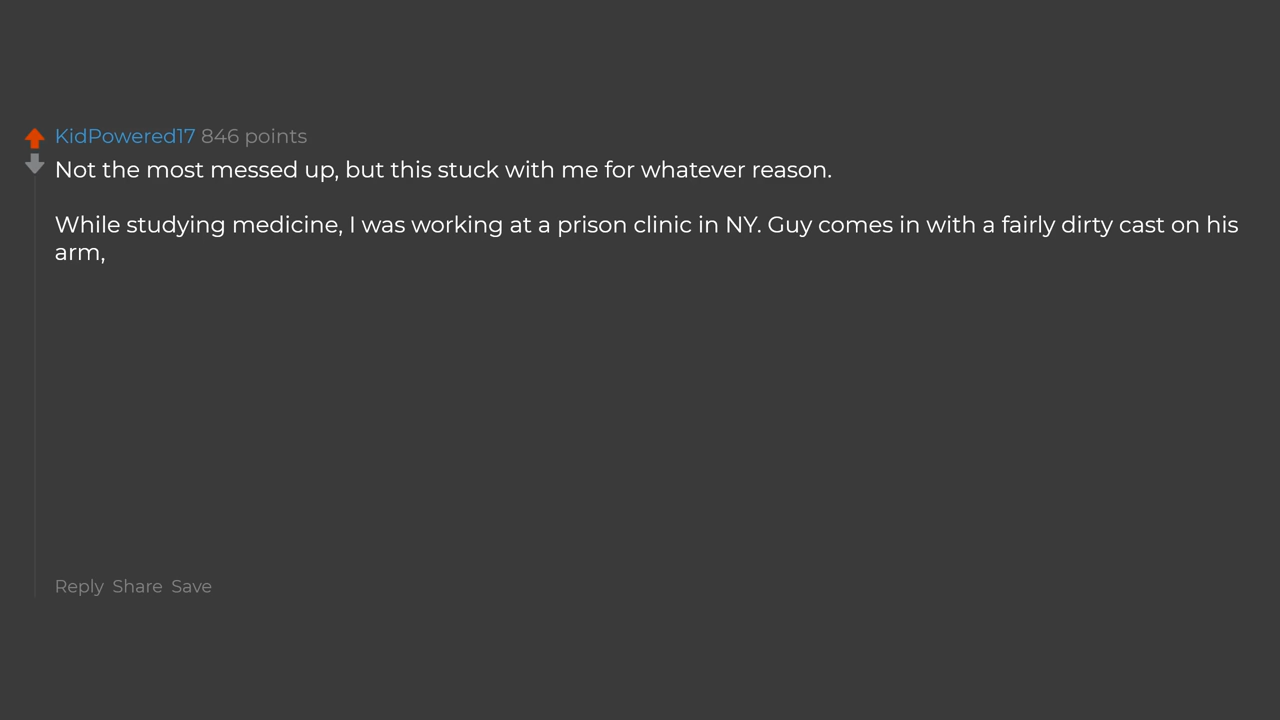 KidPowered17 846 points
Not the most messed up, but this stuck with me for whatever reason.
While studying medicine, I was working at a prison clinic in NY. Guy comes in with a fairly dirty cast on his
arm,
Reply Share Save